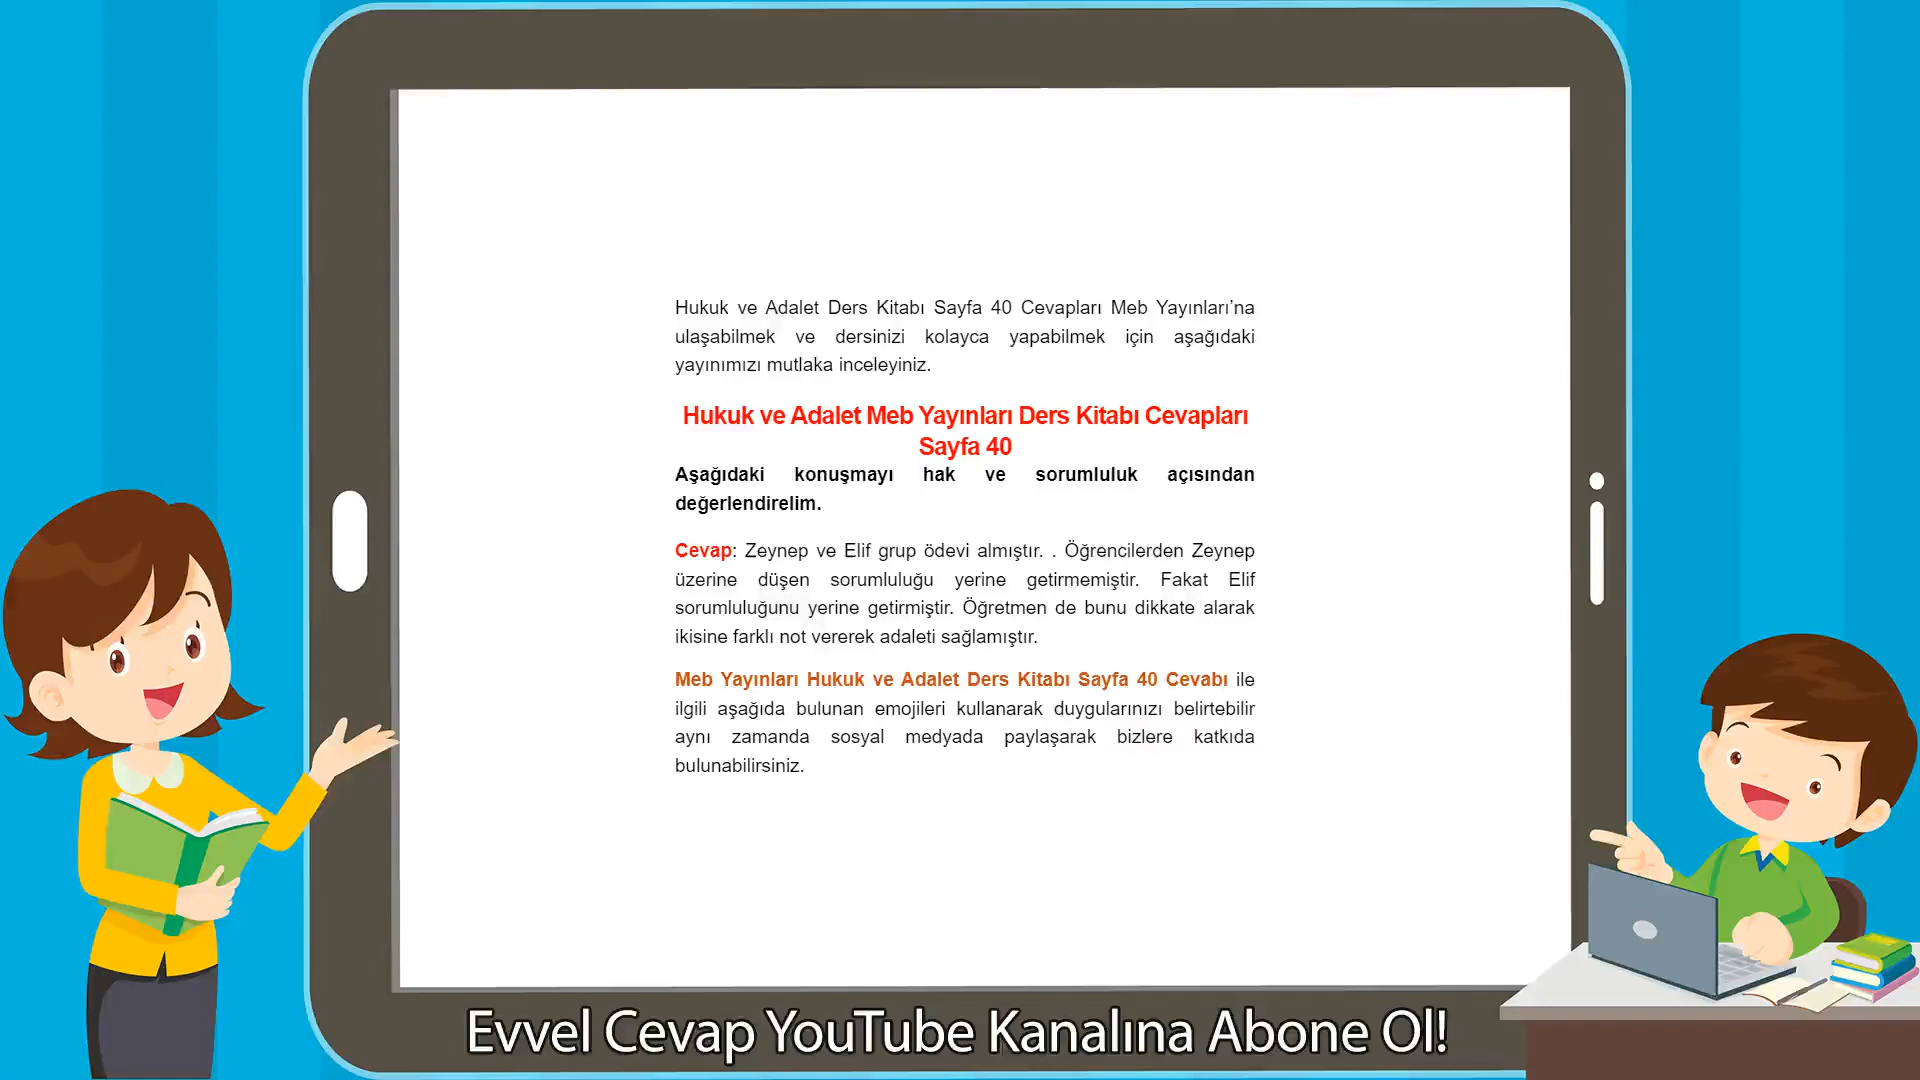 Hukuk ve Adalet Ders Kitabı Sayfa 40 Cevapları Meb Yayınları’na
ulaşabilmek ve dersinizi kolayca yapabilmek için aşağıdaki
yayınımızı mutlaka inceleyiniz.
Hukuk ve Adalet Meb Yayınları Ders Kitabı Cevapları
Sayfa 40
Aşağıdaki konuşmayı hak ve sorumluluk açısından
değerlendirelim.
Cevap: Zeynep ve Elif grup ödevi almıştır. . Öğrencilerden Zeynep
üzerine düşen sorumluluğu yerine getirmemiştir. Fakat Elif
sorumluluğunu yerine getirmiştir. Öğretmen de bunu dikkate alarak
ikisine farklı not vererek adaleti sağlamıştır.
Meb Yayınları Hukuk ve Adalet Ders Kitabı Sayfa 40 Cevabı ile
ilgili aşağıda bulunan emojileri kullanarak duygularınızı belirtebilir
aynı zamanda sosyal medyada paylaşarak bizlere katkıda
bulunabilirsiniz.
Evvel Cevap YouTube Kanalına Abone Ol!